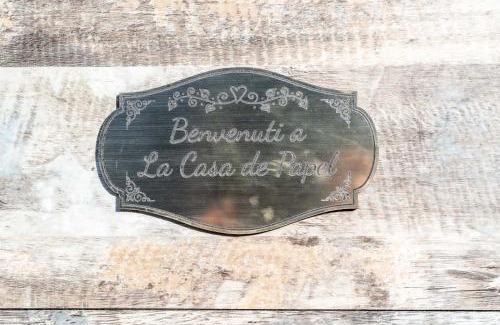 Benvenuti a
La Casa de Papel